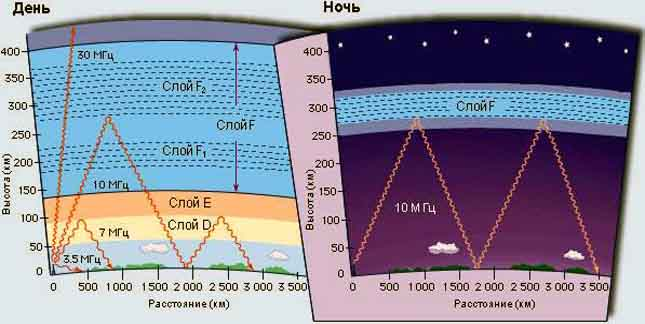 День
Высота (км)
400
350
300
250
200
150
100
50
0
30 МГц
Слой F2
Слой F
Слой F1
10 МГц
Слой E
Слой D
7 МГц
3.5 МГц
0 500 1 000 1 500 2 000 2 500 3 000
Расстояние (км)
Ночь
Высота (км)
400
350
300
250
200
150
100
50
0
Слой F
10 МГц
0 500 1 000 1 500 2 000 2 500 3 000 3 500
Расстояние (км)